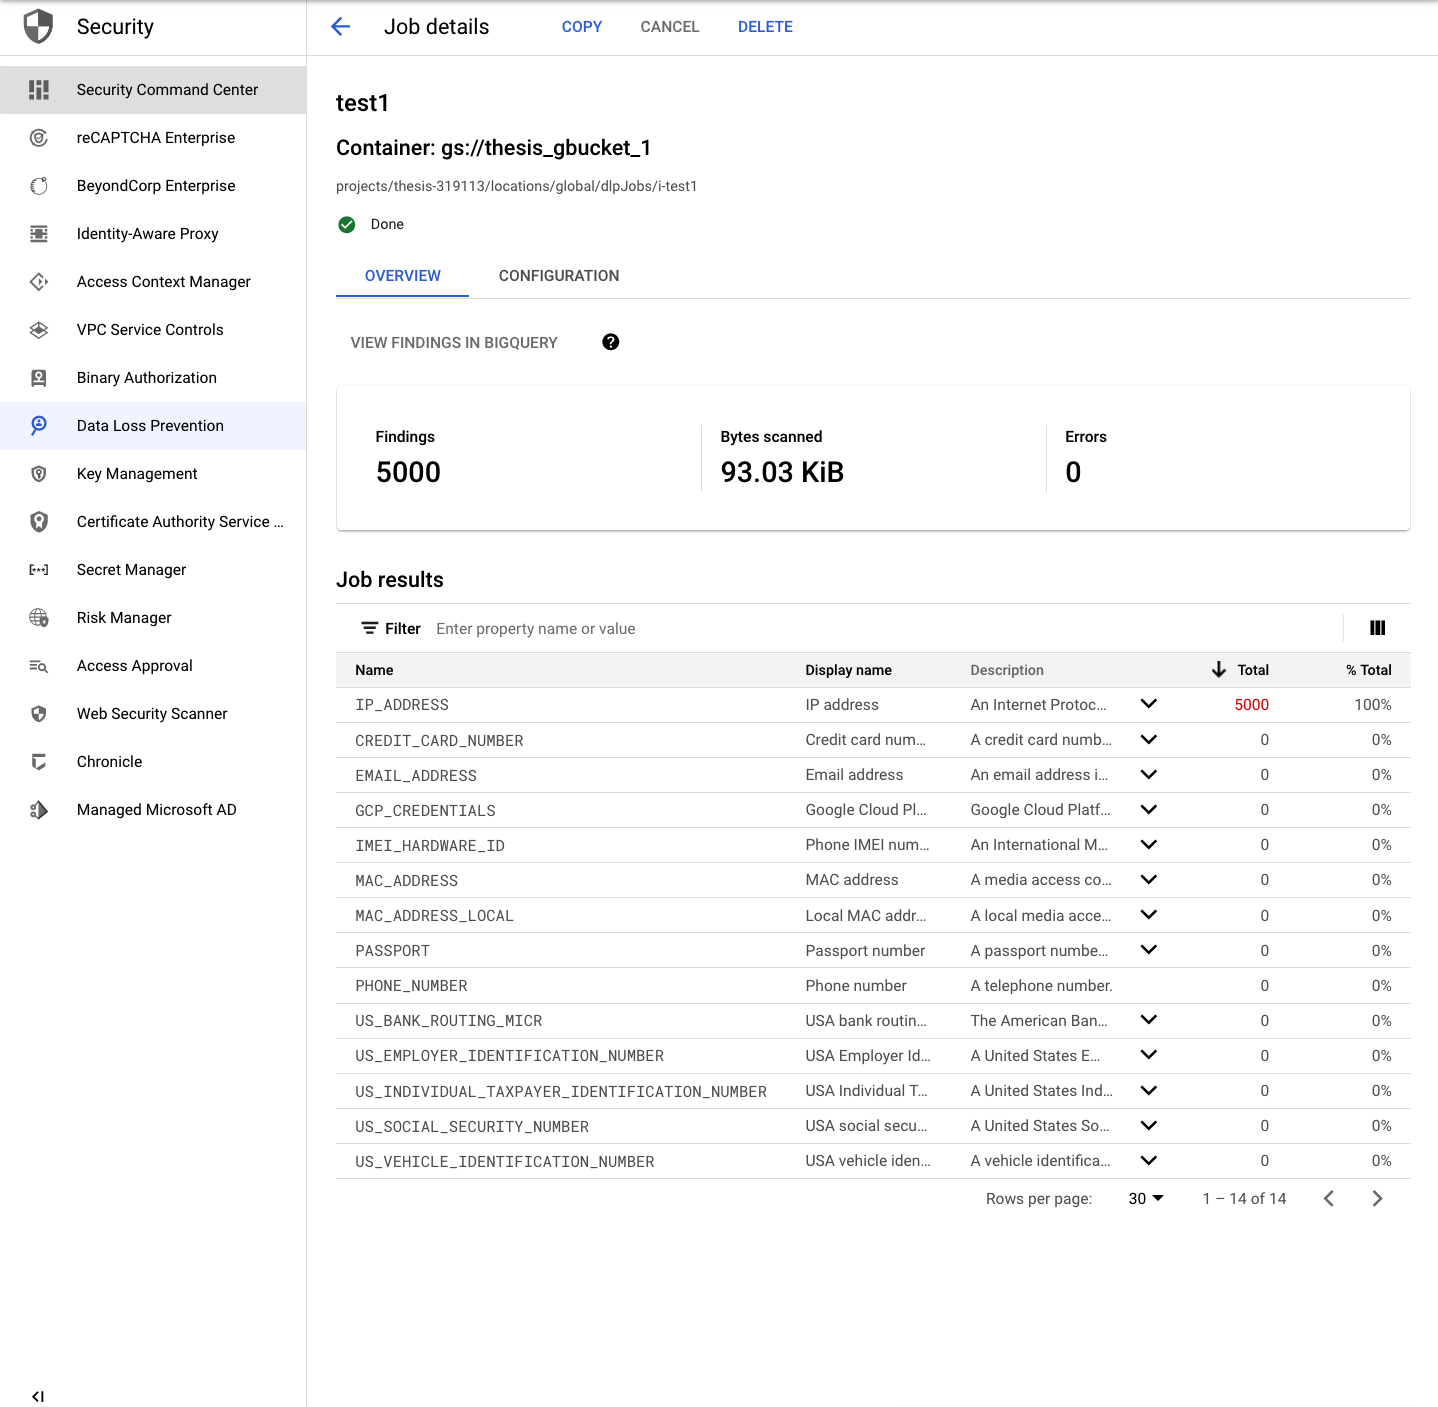 Security
Security Command Center
reCAPTCHA Enterprise
BeyondCorp Enterprise
Identity-Aware Proxy
Access Context Manager
VPC Service Controls
Binary Authorization
Data Loss Prevention
Key Management
Certificate Authority Service ...
Secret Manager
Risk Manager
Access Approval
Web Security Scanner
Chronicle
Managed Microsoft AD
Job details COPY CANCEL DELETE
test1
Container: gs://thesis_gbucket_1
projects/thesis-319113/locations/global/dlpJobs/i-test1
Done
OVERVIEW CONFIGURATION
VIEW FINDINGS IN BIGQUERY ?
Findings Bytes scanned Errors
5000 93.03 KiB 0
Job results
Filter Enter property name or value
Name Display name Description Total % Total
IP_ADDRESS IP address An Internet Protoc... 5000 100%
CREDIT_CARD_NUMBER Credit card num... A credit card numb... 0 0%
EMAIL_ADDRESS Email address An email address i... 0 0%
GCP_CREDENTIALS Google Cloud Pl... Google Cloud Platf... 0 0%
IMEI_HARDWARE_ID Phone IMEI num... An International M... 0 0%
MAC_ADDRESS MAC address A media access co... 0 0%
MAC_ADDRESS_LOCAL Local MAC addr... A local media acce... 0 0%
PASSPORT Passport number A passport numbe... 0 0%
PHONE_NUMBER Phone number A telephone number. 0 0%
US_BANK_ROUTING_MICR USA bank routin... The American Ban... 0 0%
US_EMPLOYER_IDENTIFICATION_NUMBER USA Employer Id... A United States E... 0 0%
US_INDIVIDUAL_TAXPAYER_IDENTIFICATION_NUMBER USA Individual T... A United States Ind... 0 0%
US_SOCIAL_SECURITY_NUMBER USA social secu... A United States So... 0 0%
US_VEHICLE_IDENTIFICATION_NUMBER USA vehicle iden... A vehicle identifica... 0 0%
Rows per page: 30 1 – 14 of 14